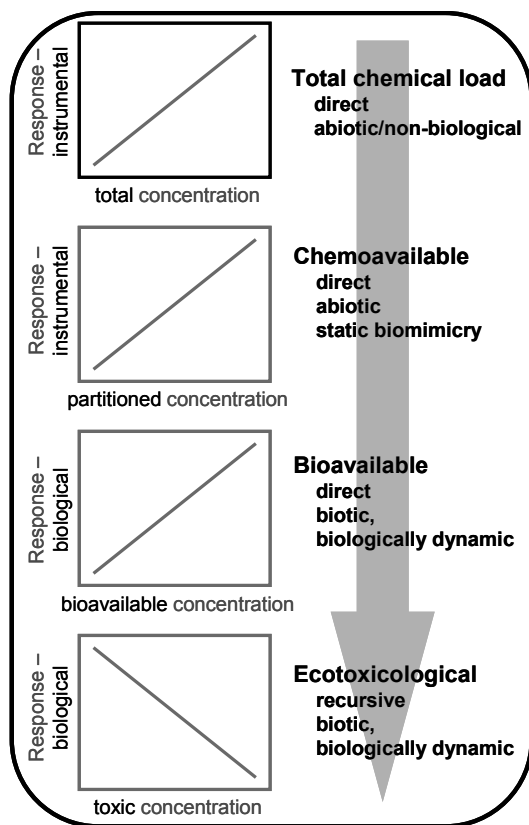 Response –
instrumental
total concentration
Total chemical load
direct
abiotic/non-biological
Response –
instrumental
partitioned concentration
Chemoavailable
direct
abiotic
static biomimicry
Response –
biological
bioavailable concentration
Bioavailable
direct
biotic,
biologically dynamic
Response –
biological
toxic concentration
Ecotoxicological
recursive
biotic,
biologically dynamic